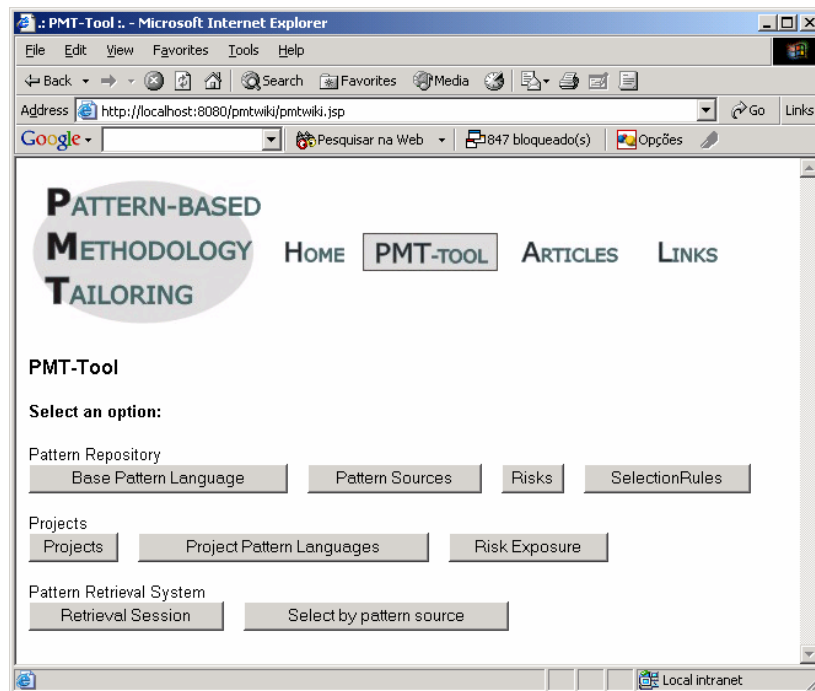 .: PMT-Tool :. - Microsoft Internet Explorer
File Edit View Favorites Tools Help
Back Search Favorites Media
Address http://localhost:8080/pmtwiki/pmtwiki.jsp Go Links
Google Pesquisar na Web 847 bloqueado(s) Opções
PATTERN-BASED
METHODOLOGY
TAILORING
HOME PMT-TOOL ARTICLES LINKS
PMT-Tool
Select an option:
Pattern Repository
Base Pattern Language Pattern Sources Risks SelectionRules
Projects
Projects Project Pattern Languages Risk Exposure
Pattern Retrieval System
Retrieval Session Select by pattern source
Local intranet